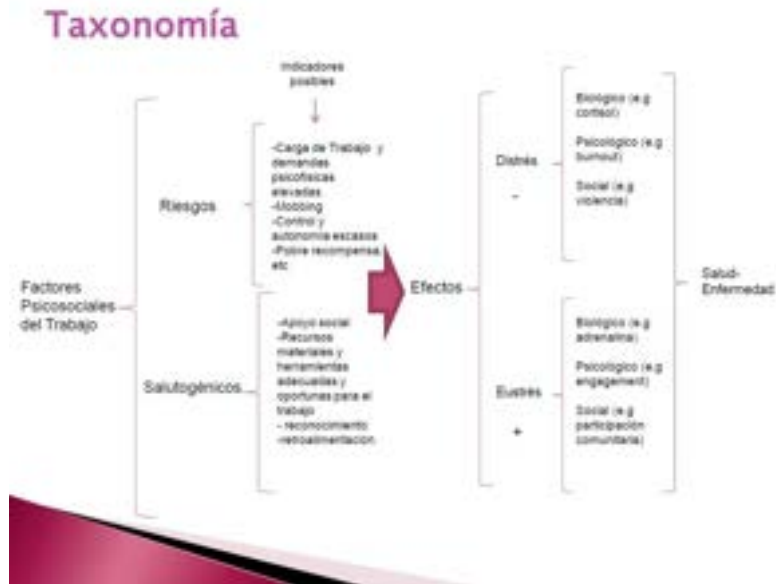 Taxonomía
Indicadores
posibles
Factores
Psicosociales
del Trabajo
Riesgos
-Carga de Trabajo y
demandas
psicofísicas
elevadas
-Mobbing
-Control y
autonomía escasos
-Pobre recompensa,
etc
Salutogénicos
-Apoyo social
-Recursos
materiales y
herramientas
adecuadas y
oportunas para el
trabajo
- reconocimiento
-retroalimentación
Efectos
Distrés
-
Biológico (e.g
cortisol)
Psicológico (e.g
burnout)
Social (e.g
violencia)
Eustrés
+
Biológico (e.g
adrenalina)
Psicológico (e.g
engagement)
Social (e.g
participación
comunitaria)
Salud-
Enfermedad